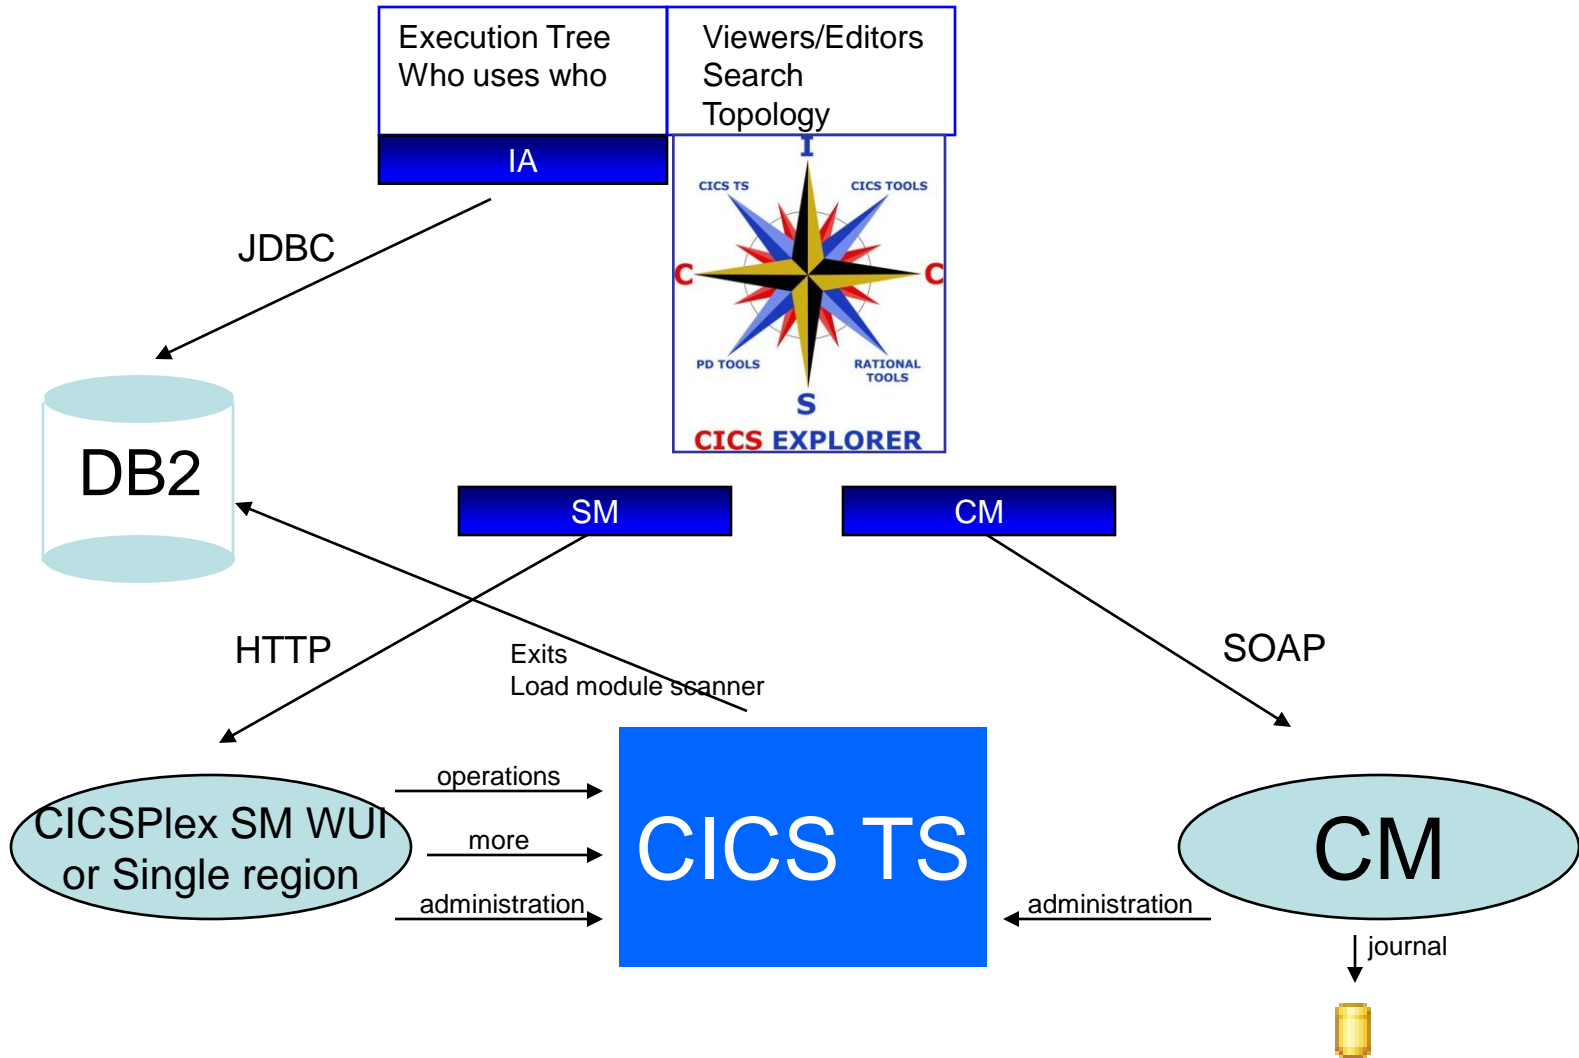 Execution Tree
Who uses who
Viewers/Editors
Search
Topology
IA
I
CICS TS
CICS TOOLS
C
C
PD TOOLS
RATIONAL
TOOLS
S
CICS EXPLORER
JDBC
DB2
SM
CM
HTTP
Exits
Load module scanner
SOAP
CICSPlex SM WUI
or Single region
operations
more
administration
CICS TS
administration
CM
journal